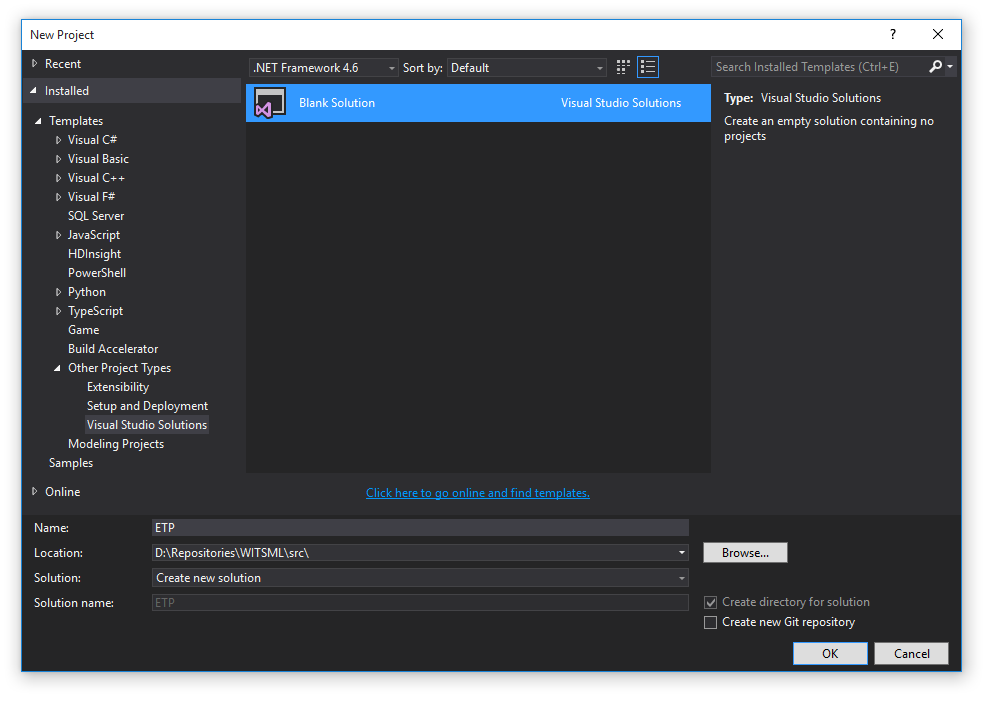 New Project
?
Recent
.NET Framework 4.6
Sort by:
Default
Search Installed Templates (Ctrl+E)
Installed
Templates
Visual C#
Visual Basic
Visual C++
Visual F#
SQL Server
JavaScript
HDInsight
PowerShell
Python
TypeScript
Game
Build Accelerator
Other Project Types
Extensibility
Setup and Deployment
Visual Studio Solutions
Modeling Projects
Samples
Online
Blank Solution
Visual Studio Solutions
Type: Visual Studio Solutions
Create an empty solution containing no
projects
Click here to go online and find templates.
Name:
ETP
Location:
D:\Repositories\WITSML\src\
Browse...
Solution:
Create new solution
Solution name:
ETP
Create directory for solution
Create new Git repository
OK
Cancel